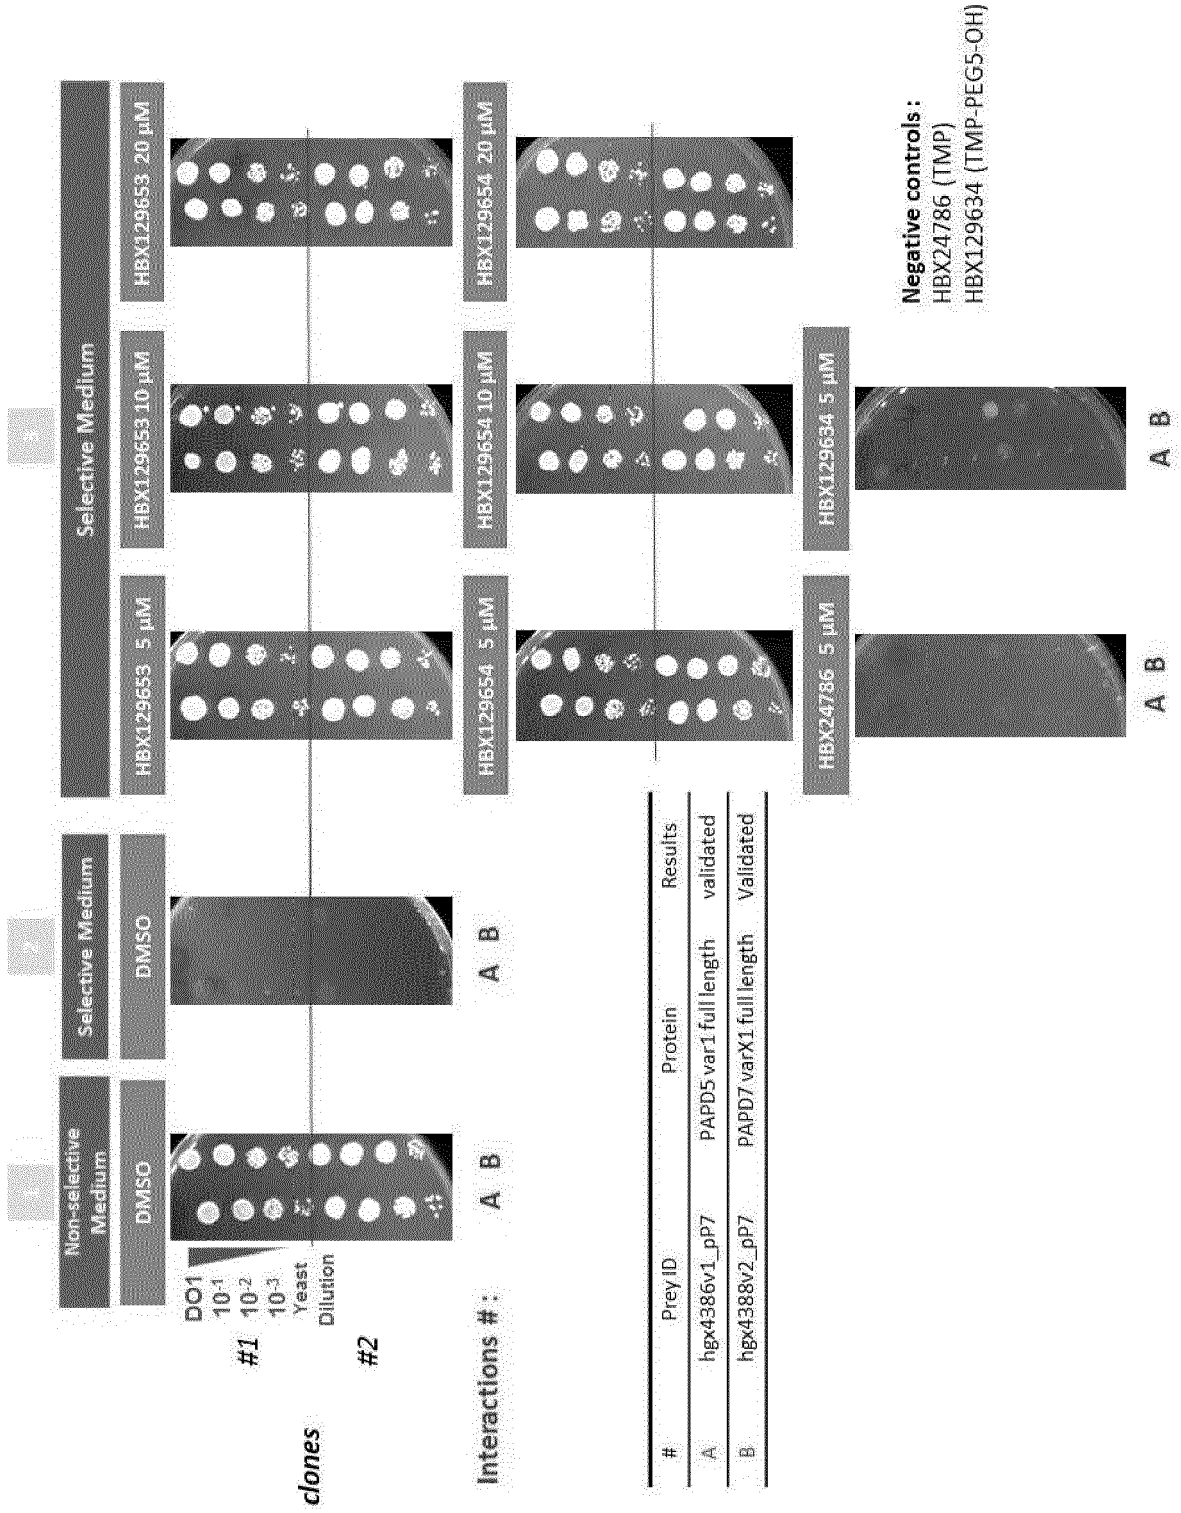 1
2
3
Non-selective
Medium
Selective Medium
Selective Medium
DMSO
DMSO
HBX129653 5 µM
HBX129653 10 µM
HBX129653 20 µM
DO1
10-1
10-2
10-3
Yeast
Dilution
#1
#2
clones
Interactions # :
A B
A B
HBX129654 5 µM
HBX129654 10 µM
HBX129654 20 µM
# Prey ID Protein Results
A hgx4386v1_pP7 PAPD5 var1 full length validated
B hgx4388v2_pP7 PAPD7 varX1 full length Validated
HBX24786 5 µM
HBX129634 5 µM
A B
A B
Negative controls :
HBX24786 (TMP)
HBX129634 (TMP-PEG5-OH)